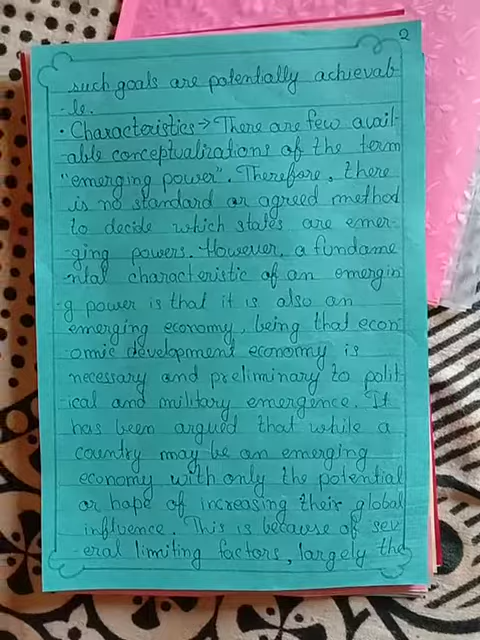 2
such goals are potentially achievab-
-le.
• Characteristics → There are few avail-
-able conceptualizations of the term
"emerging power". Therefore, there
is no standard or agreed method
to decide which states are emer-
-ging powers. However, a fundame
-ntal characteristic of an emergin
-g power is that it is also an
emerging economy, being that econ
-omic development economy is
necessary and preliminary to polit
-ical and military emergence. It
has been argued that while a
country may be an emerging
economy with only the potential
or hope of increasing their global
influence. This is because of sev
-eral limiting factors, largely the